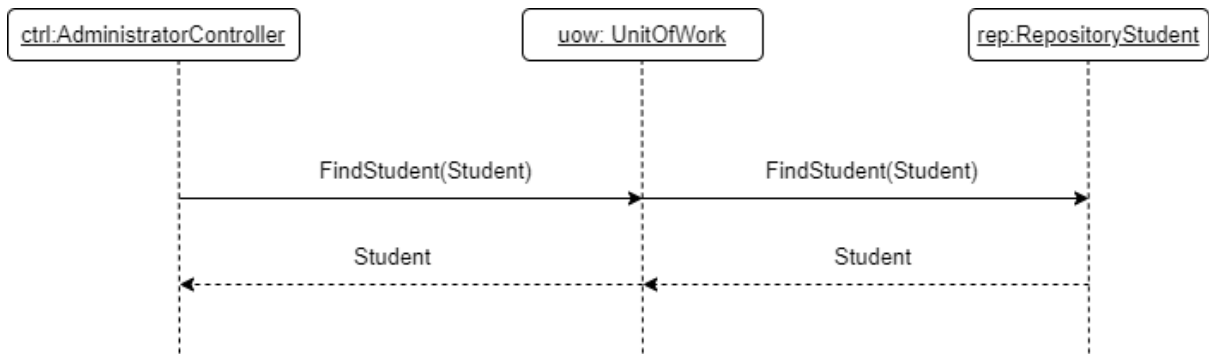 ctrl:AdministratorController
uow: UnitOfWork
rep:RepositoryStudent
FindStudent(Student)
FindStudent(Student)
Student
Student